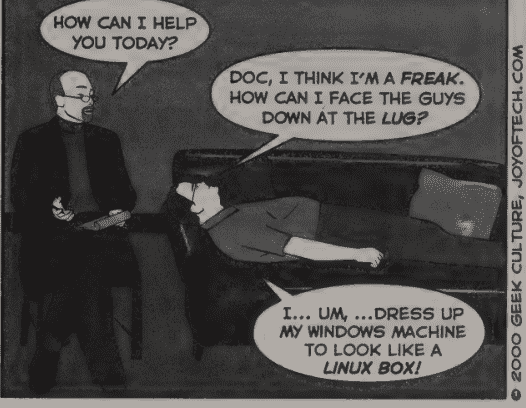 HOW CAN I HELP
YOU TODAY?
DOC, I THINK I'M A FREAK.
HOW CAN I FACE THE GUYS
DOWN AT THE LUG?
I... UM, ...DRESS UP
MY WINDOWS MACHINE
TO LOOK LIKE A
LINUX BOX!
© 2000 GEEK CULTURE, JOYOFTECH.COM